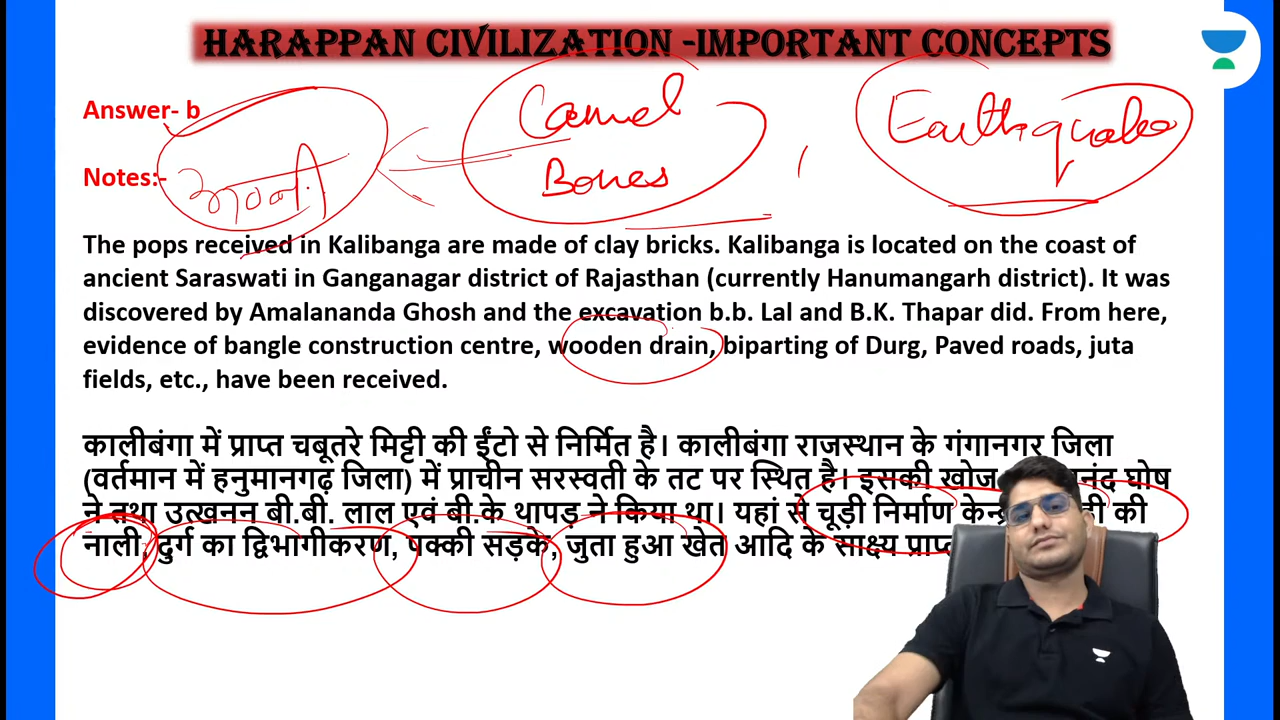 HARAPPAN CIVILIZATION -IMPORTANT CONCEPTS
Answer- b
Camel
Earthquake
Notes:-
Bones
The pops received in Kalibanga are made of clay bricks. Kalibanga is located on the coast of
ancient Saraswati in Ganganagar district of Rajasthan (currently Hanumangarh district). It was
discovered by Amalananda Ghosh and the excavation b.b. Lal and B.K. Thapar did. From here,
evidence of bangle construction centre, wooden drain, biparting of Durg, Paved roads, juta
fields, etc., have been received.
कालीबंगा में प्राप्त चबूतरे मिट्टी की ईंटो से निर्मित है। कालीबंगा राजस्थान के गंगानगर जिला
(वर्तमान में हनुमानगढ़ जिला) में प्राचीन सरस्वती के तट पर स्थित है। इसकी खोज नंद घोष
ने तथा उत्खनन बी.बी. लाल एवं बी.के थापड़ ने किया था। यहां से चूड़ी निर्माण केन्द्र की
नाली, दुर्ग का द्विभागीकरण, पक्की सड़के, जुता हुआ खेत आदि के साक्ष्य प्राप्त